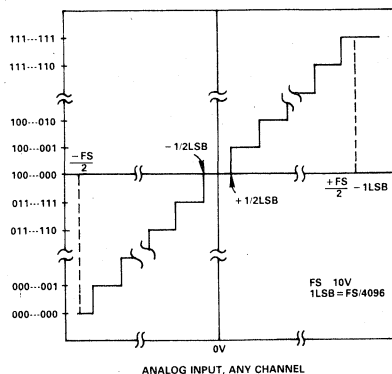 111---111
111---110
100---010
100---001
100---000
011---111
011---110
000---001
000---000
-FS
2
- 1/2LSB
+ 1/2LSB
+FS
2
- 1LSB
FS 10V
1LSB = FS/4096
0V
ANALOG INPUT, ANY CHANNEL